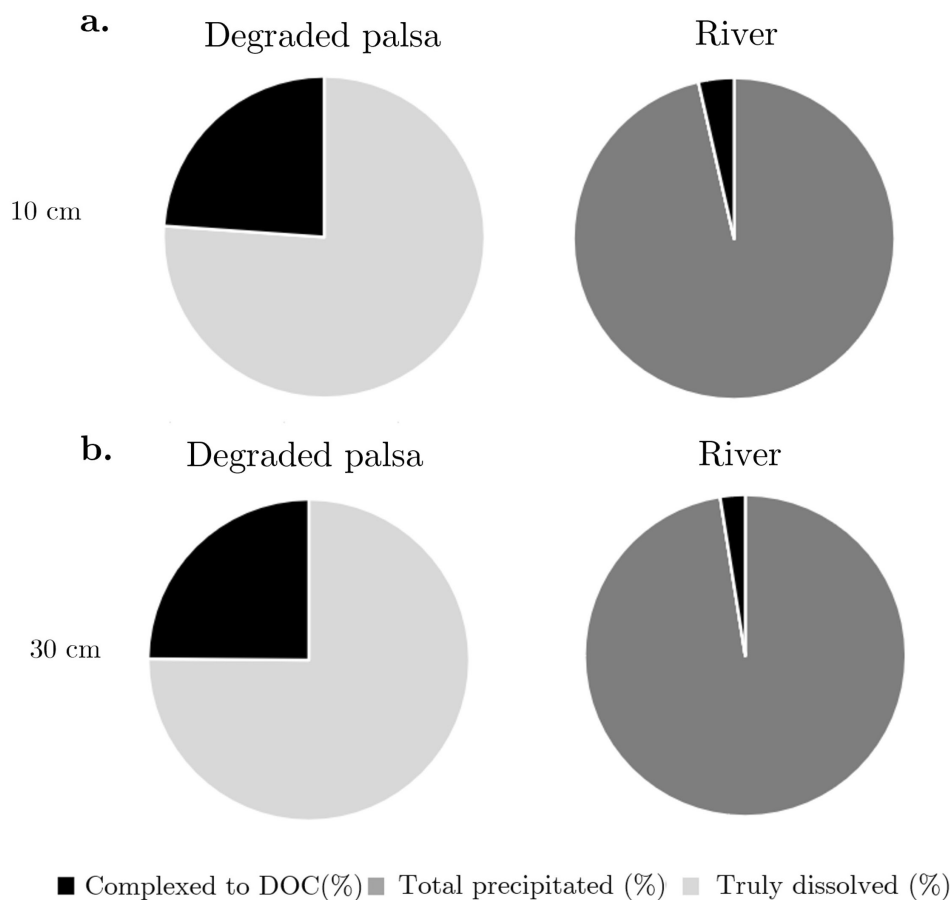 a.
Degraded palsa
River
10 cm
b.
Degraded palsa
River
30 cm
Complexed to DOC(%) Total precipitated (%) Truly dissolved (%)